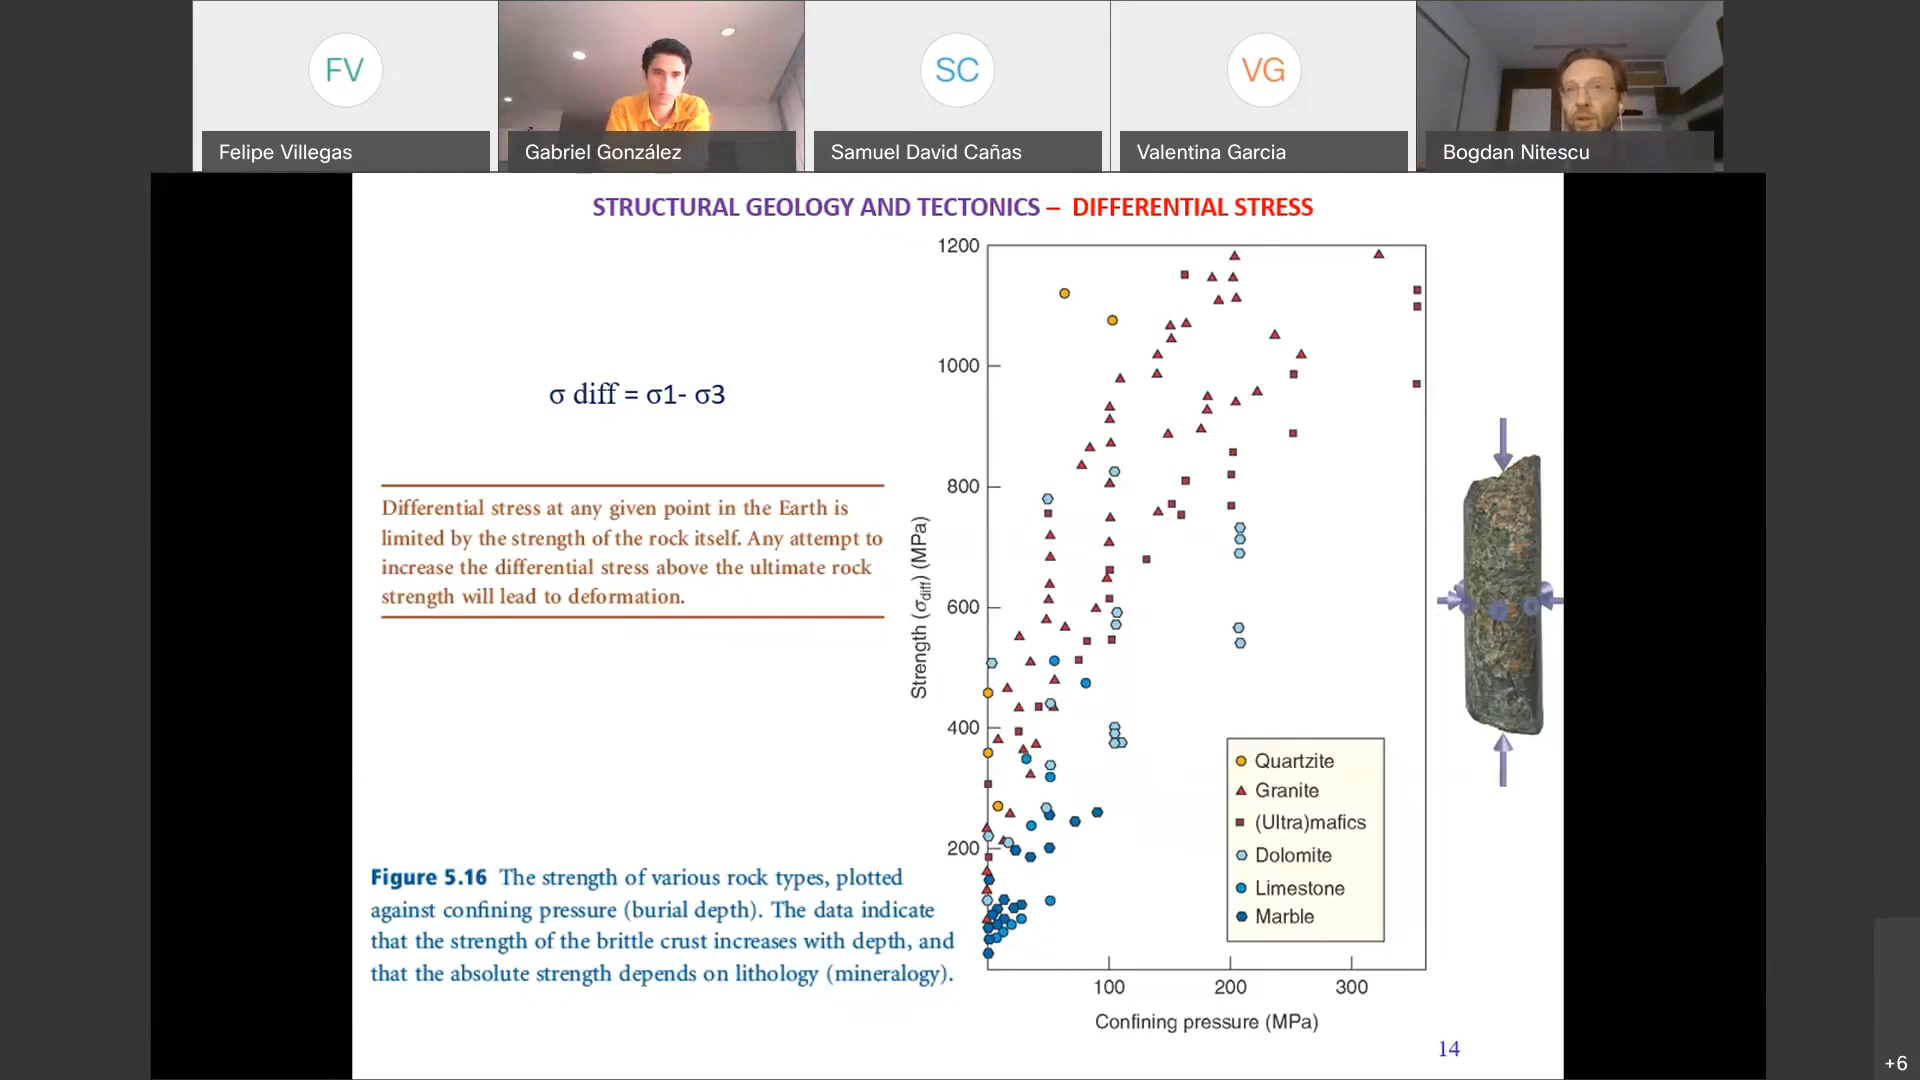 FV
SC
VG
Felipe Villegas
Gabriel González
Samuel David Cañas
Valentina Garcia
Bogdan Nitescu
STRUCTURAL GEOLOGY AND TECTONICS – DIFFERENTIAL STRESS
σ diff = σ1- σ3
Differential stress at any given point in the Earth is
limited by the strength of the rock itself. Any attempt to
increase the differential stress above the ultimate rock
strength will lead to deformation.
Figure 5.16 The strength of various rock types, plotted
against confining pressure (burial depth). The data indicate
that the strength of the brittle crust increases with depth, and
that the absolute strength depends on lithology (mineralogy).
Strength (σdiff) (MPa)
1200
1000
800
600
400
200
Quartzite
Granite
(Ultra)mafics
Dolomite
Limestone
Marble
100 200 300
Confining pressure (MPa)
14
+6